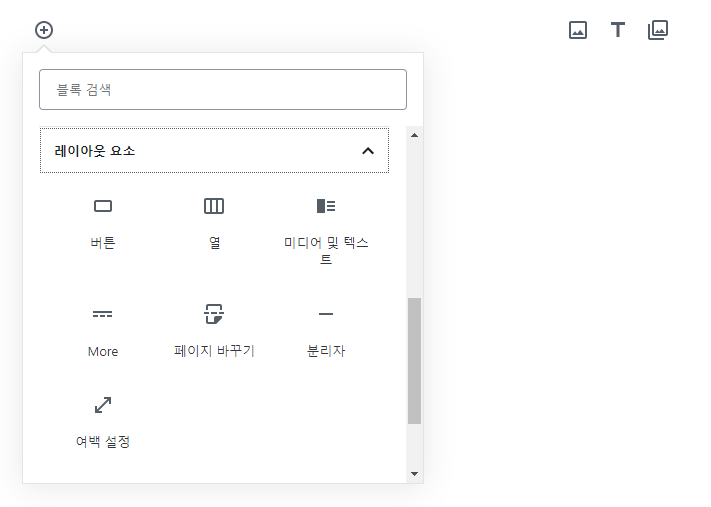 블록 검색
레이아웃 요소
버튼
열
미디어 및 텍스
트
More
페이지 바꾸기
분리자
여백 설정